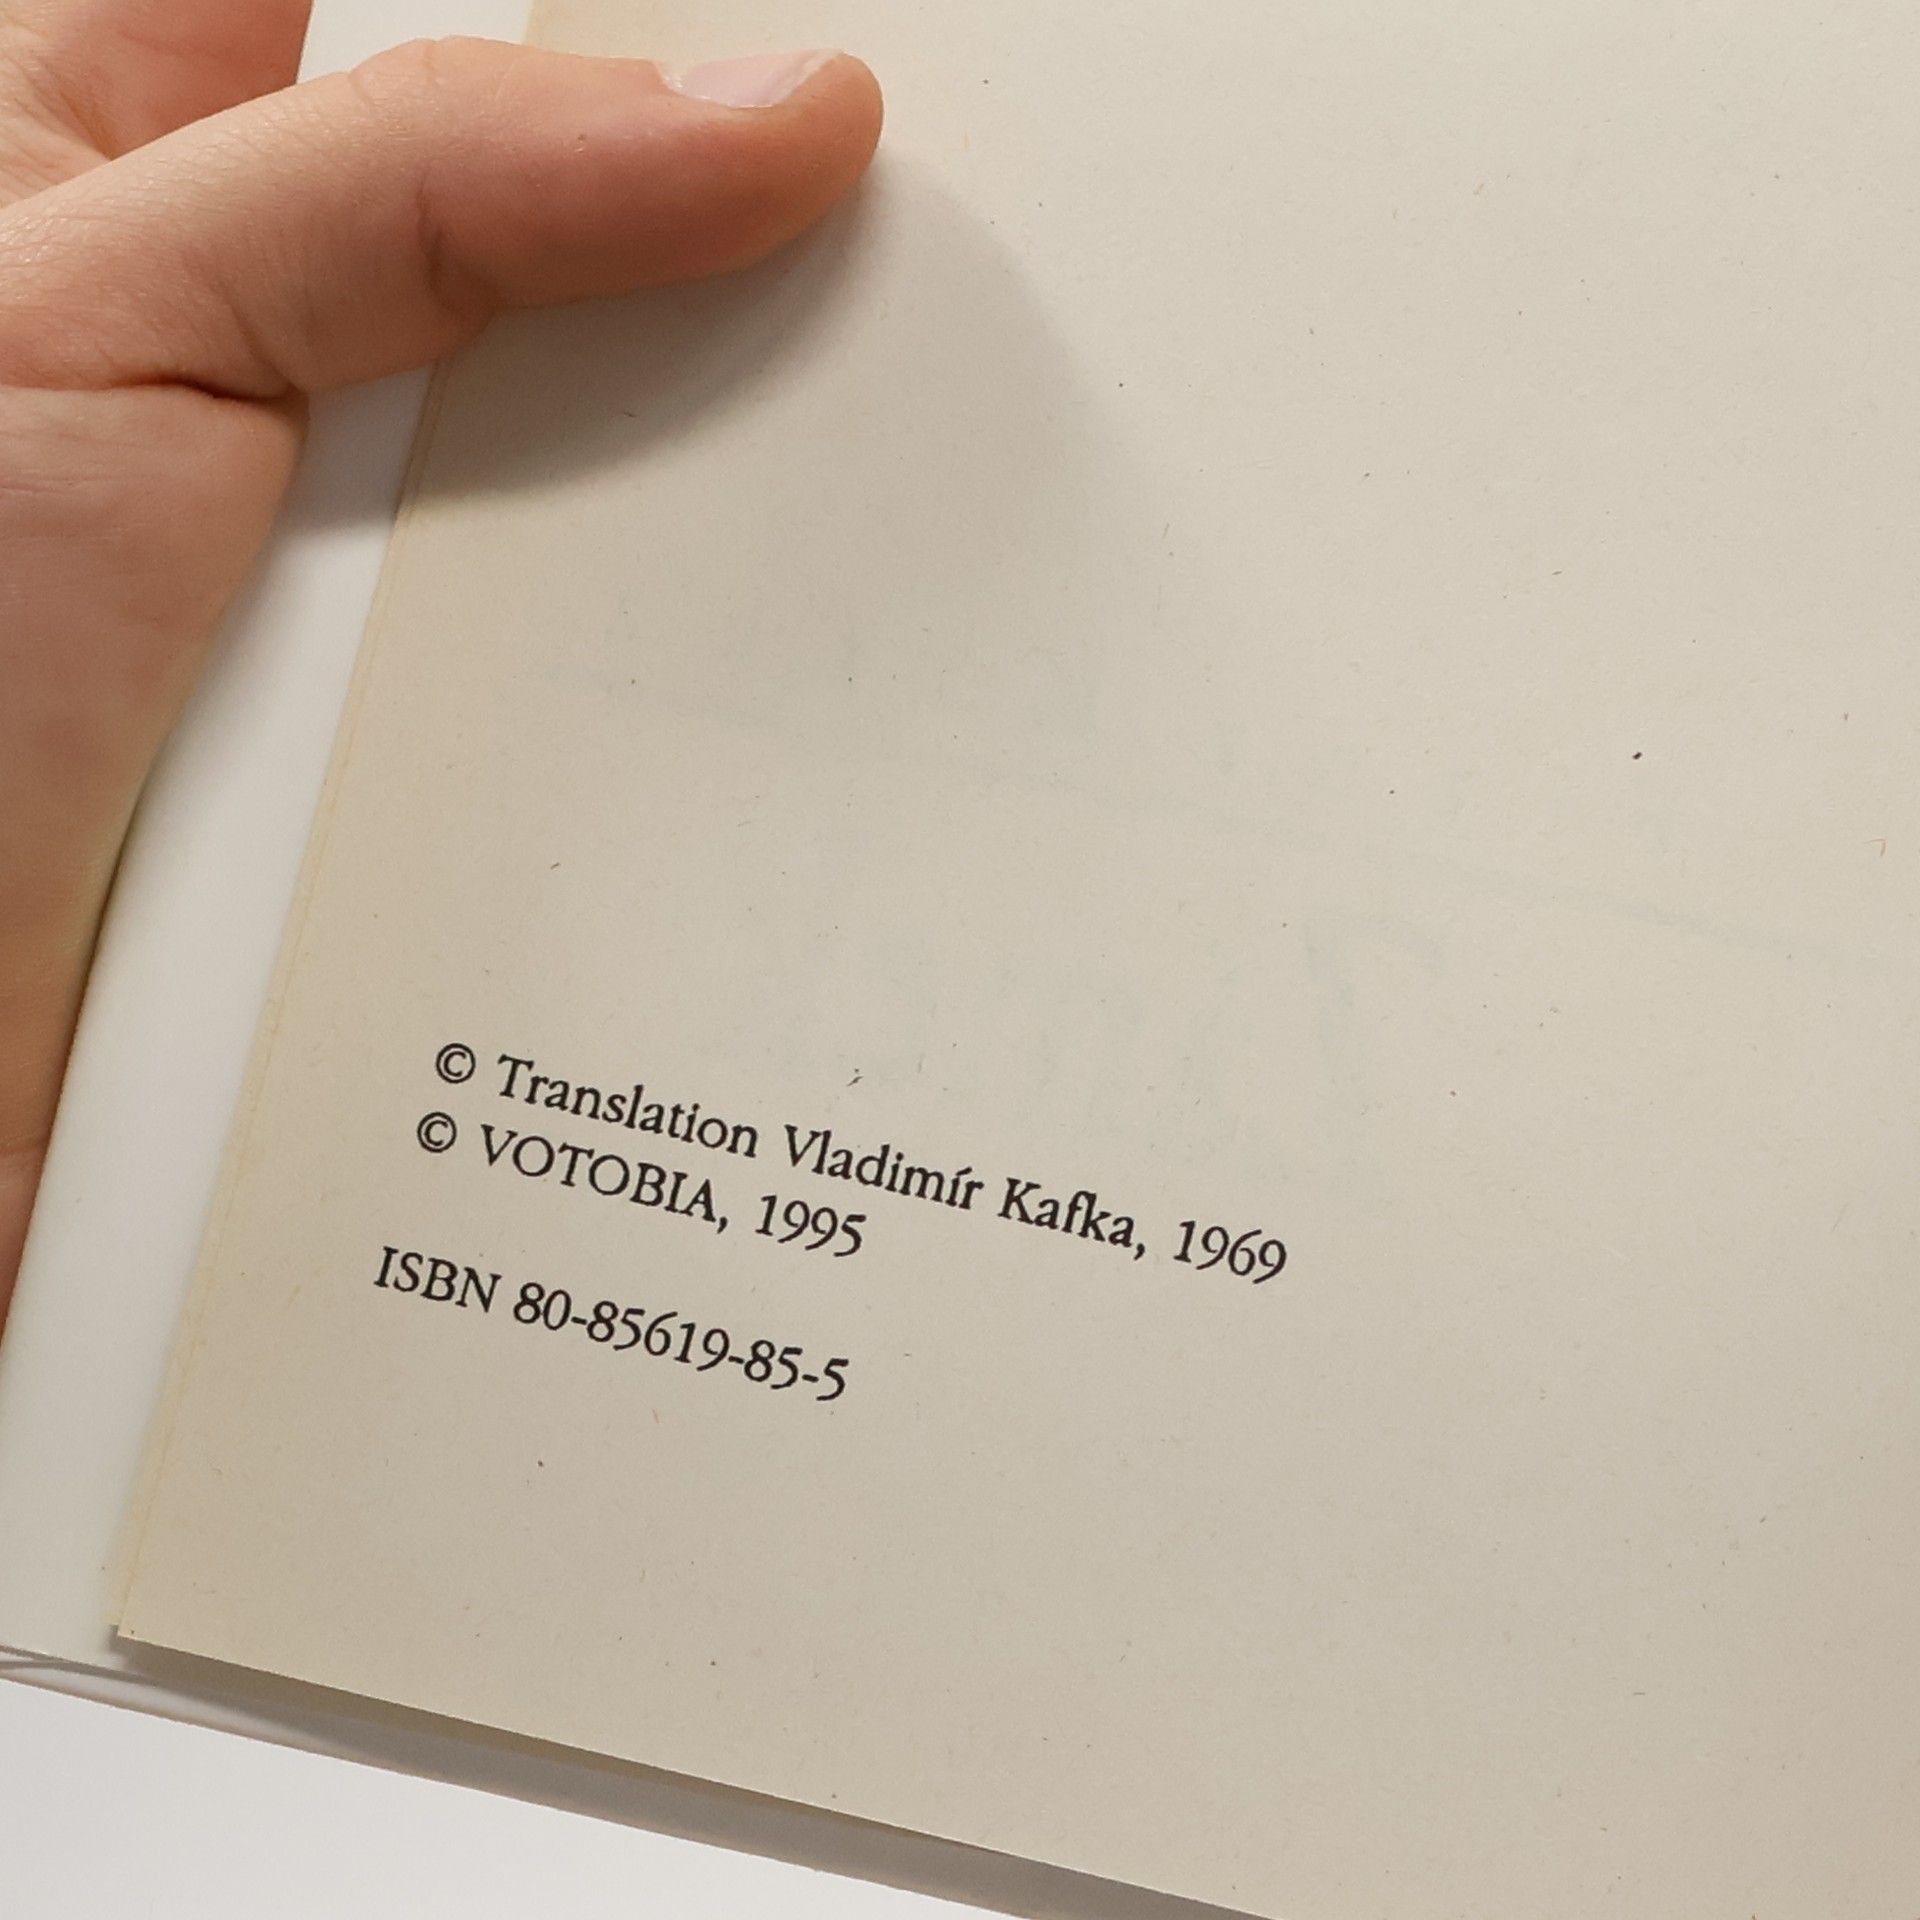 © Translation Vladimír Kafka, 1969
© VOTOBIA, 1995
ISBN 80-85619-85-5